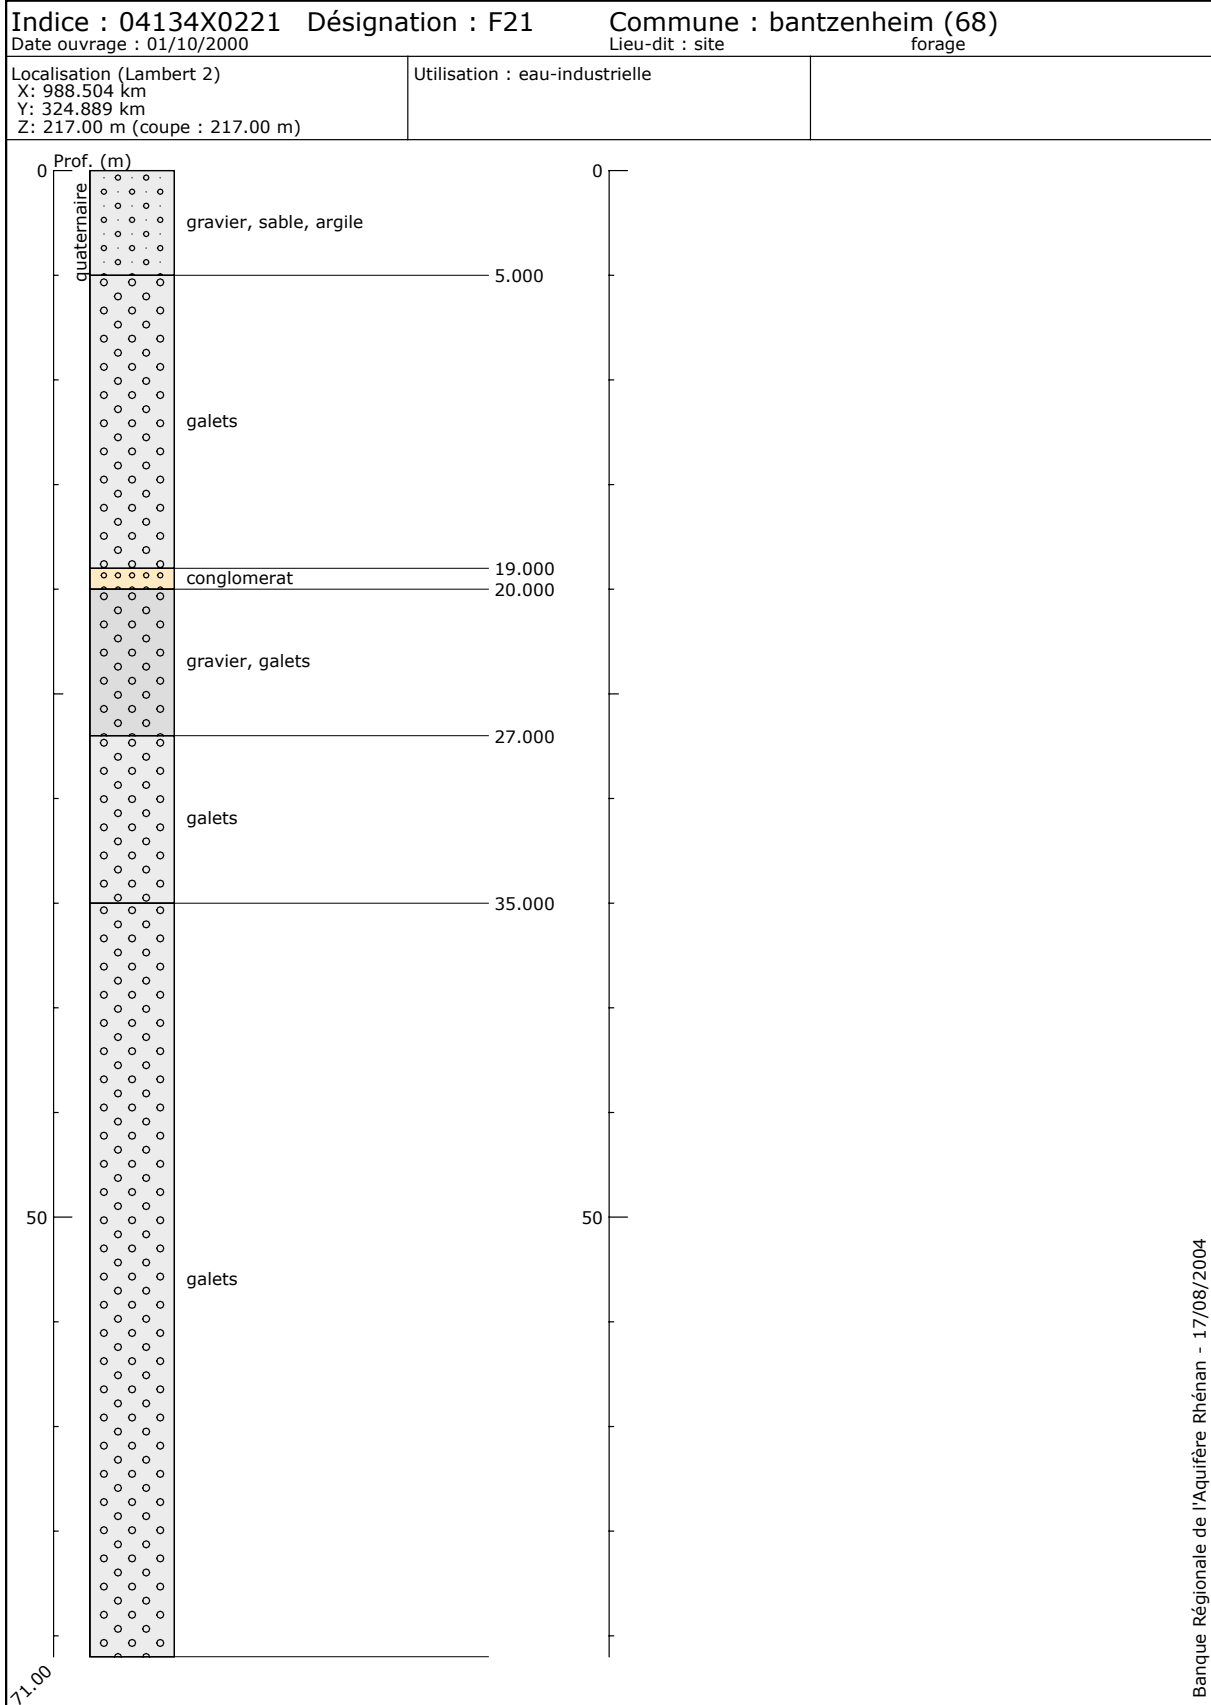 Indice : 04134X0221 Désignation : F21 Commune : bantzenheim (68)
Date ouvrage : 01/10/2000 Lieu-dit : site forage
Localisation (Lambert 2)
X: 988.504 km
Y: 324.889 km
Z: 217.00 m (coupe : 217.00 m)
Utilisation : eau-industrielle
Prof. (m)
0
0
quaternaire
gravier, sable, argile
5.000
galets
19.000
conglomerat
20.000
gravier, galets
27.000
galets
35.000
50
50
galets
71.00
Banque Régionale de l'Aquifère Rhénan - 17/08/2004